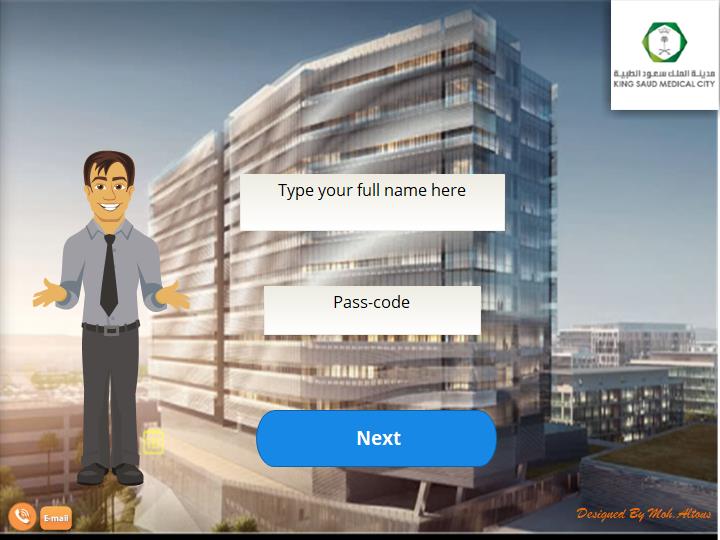 مدينة الملك سعود الطبية
KING SAUD MEDICAL CITY
Type your full name here
Pass-code
Next
E-mail
Designed By Moh.Altous